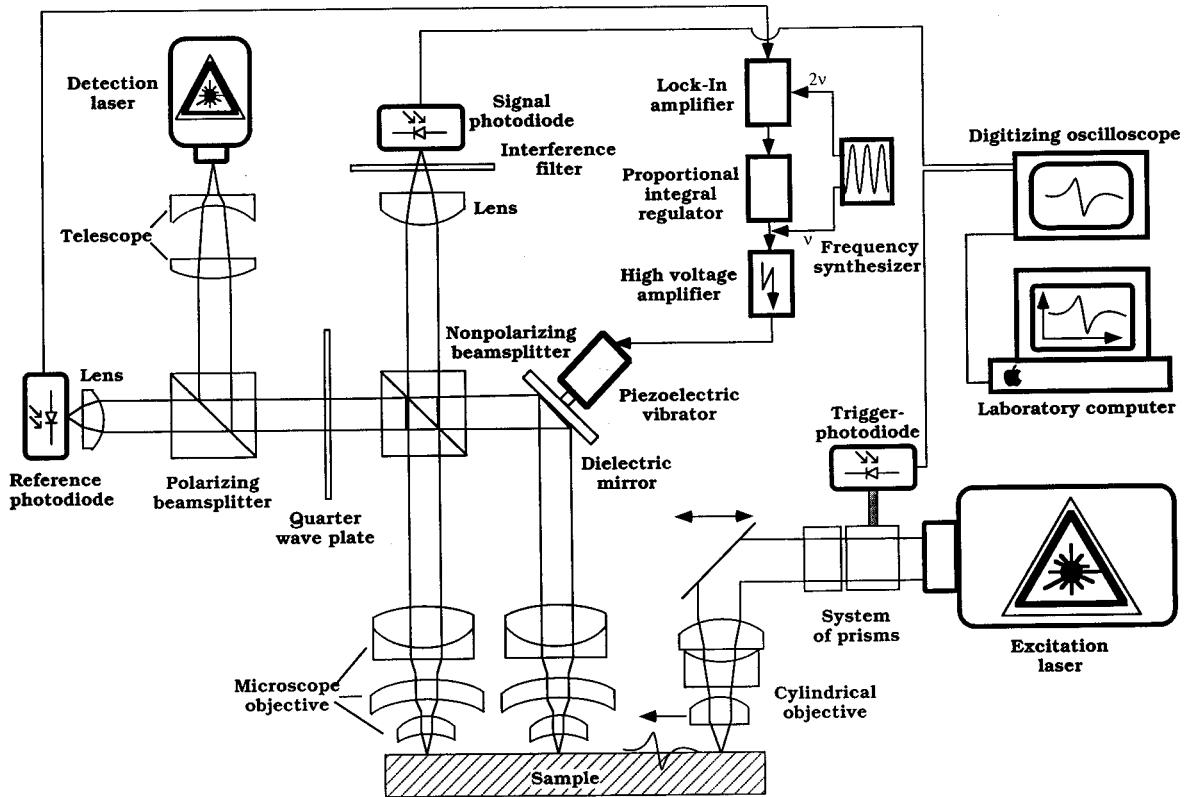 Detection
laser
Signal
photodiode
Interference
filter
Lens
Telescope
Lock-In
amplifier
2ν
Proportional
integral
regulator
ν
Frequency
synthesizer
High voltage
amplifier
Digitizing oscilloscope
Laboratory computer
Nonpolarizing
beamsplitter
Piezoelectric
vibrator
Dielectric
mirror
Lens
Reference
photodiode
Polarizing
beamsplitter
Quarter
wave plate
Trigger-
photodiode
System
of prisms
Excitation
laser
Microscope
objective
Cylindrical
objective
Sample